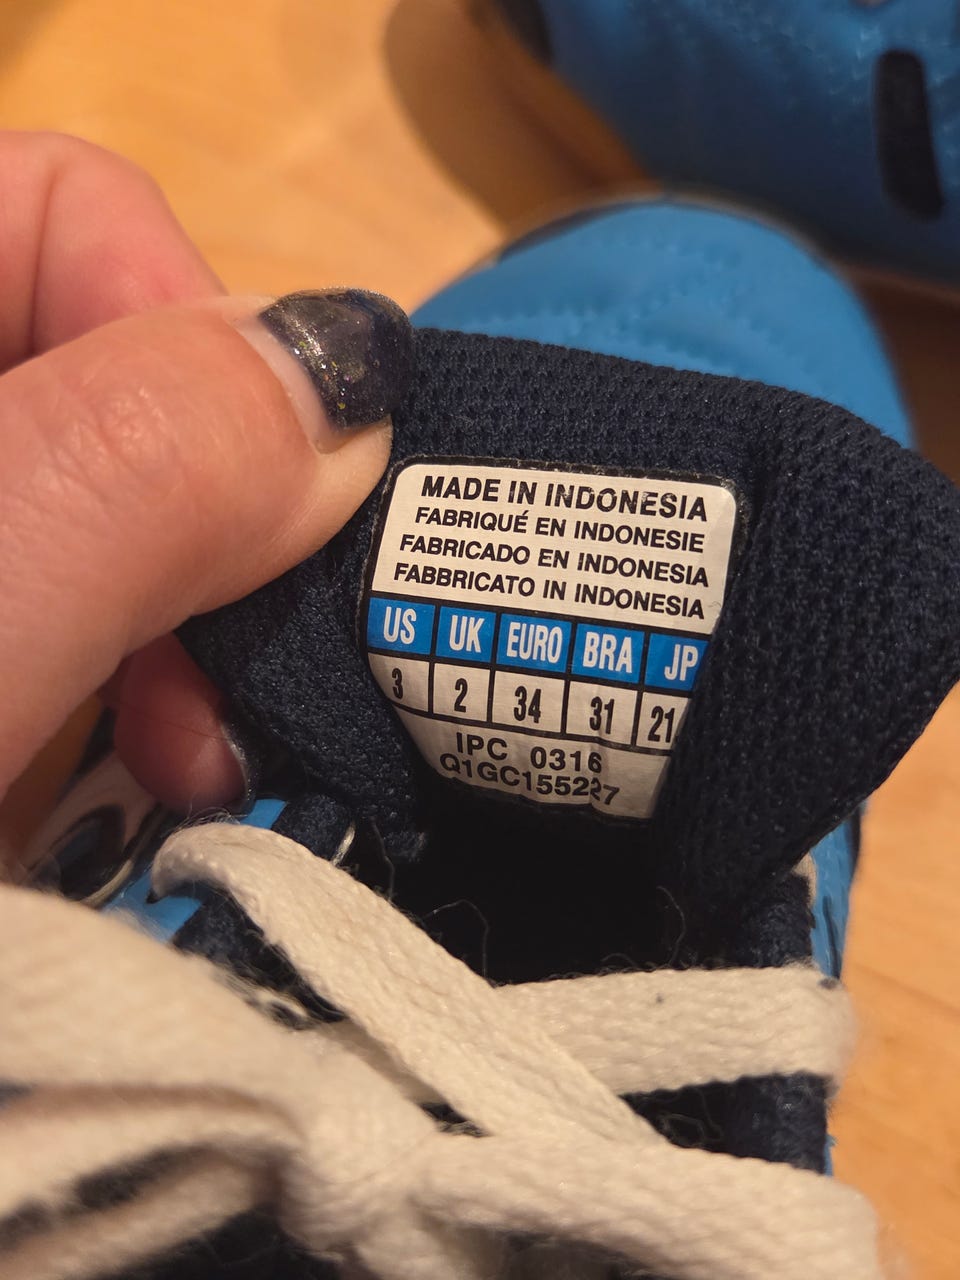 MADE IN INDONESIA
FABRIQUÉ EN INDONESIE
FABRICADO EN INDONESIA
FABBRICATO IN INDONESIA
US UK EURO BRA JP
3 2 34 31 21
IPC 0316
Q1GC155227